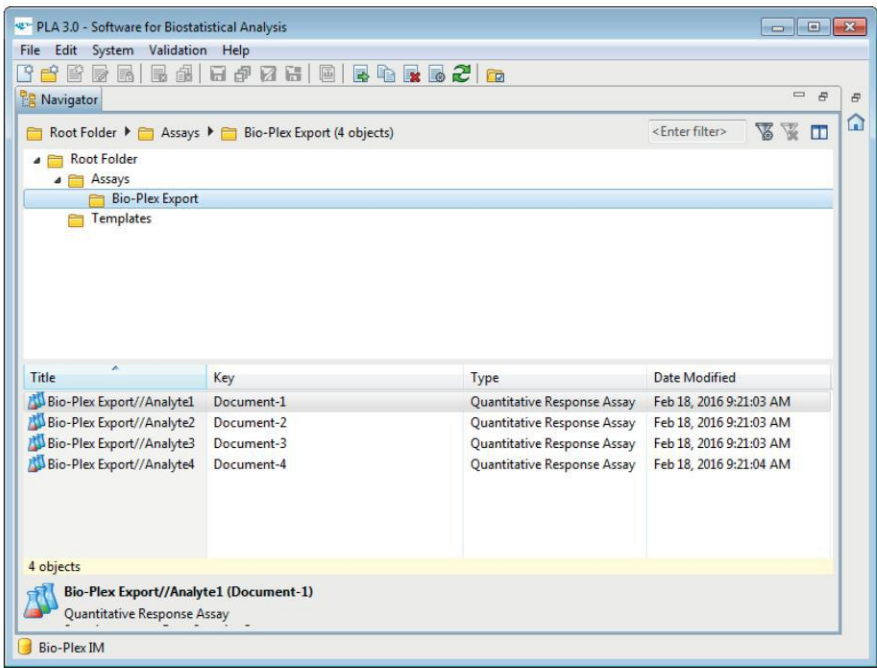 PLA 3.0 - Software for Biostatistical Analysis
File Edit System Validation Help
Navigator
Root Folder Assays Bio-Plex Export (4 objects) <Enter filter>
Root Folder
Assays
Bio-Plex Export
Templates
Title Key Type Date Modified
Bio-Plex Export//Analyte1 Document-1 Quantitative Response Assay Feb 18, 2016 9:21:03 AM
Bio-Plex Export//Analyte2 Document-2 Quantitative Response Assay Feb 18, 2016 9:21:03 AM
Bio-Plex Export//Analyte3 Document-3 Quantitative Response Assay Feb 18, 2016 9:21:03 AM
Bio-Plex Export//Analyte4 Document-4 Quantitative Response Assay Feb 18, 2016 9:21:04 AM
4 objects
Bio-Plex Export//Analyte1 (Document-1)
Quantitative Response Assay
Bio-Plex IM